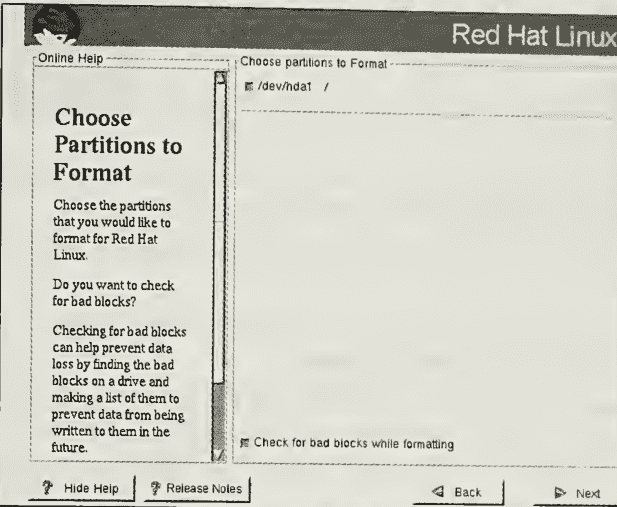 Red Hat Linux
Online Help
Choose
Partitions to
Format
Choose the partitions
that you would like to
format for Red Hat
Linux.
Do you want to check
for bad blocks?
Checking for bad blocks
can help prevent data
loss by finding the bad
blocks on a drive and
making a list of them to
prevent data from being
written to them in the
future.
Choose partitions to Format
/dev/hda1 /
Check for bad blocks while formatting
Hide Help
Release Notes
Back
Next